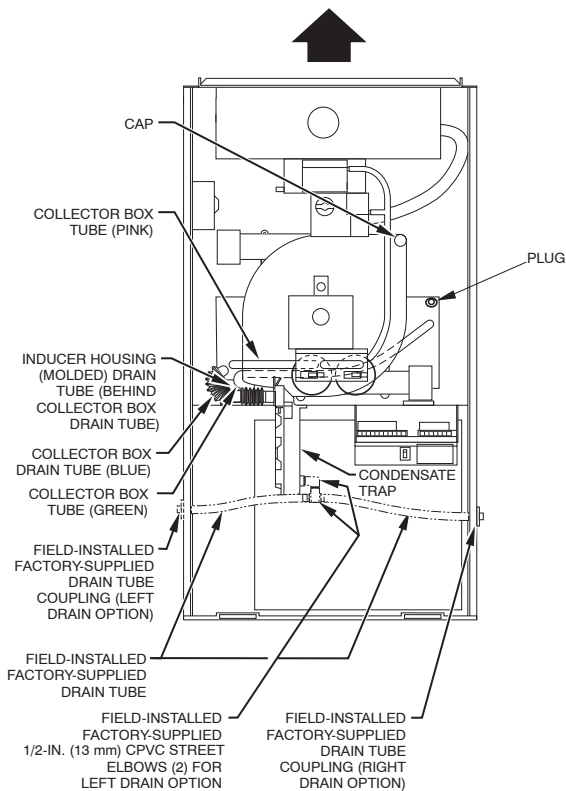 CAP
COLLECTOR BOX
TUBE (PINK)
PLUG
INDUCER HOUSING
(MOLDED) DRAIN
TUBE (BEHIND
COLLECTOR BOX
DRAIN TUBE)
COLLECTOR BOX
DRAIN TUBE (BLUE)
COLLECTOR BOX
TUBE (GREEN)
CONDENSATE
TRAP
FIELD-INSTALLED
FACTORY-SUPPLIED
DRAIN TUBE
COUPLING (LEFT
DRAIN OPTION)
FIELD-INSTALLED
FACTORY-SUPPLIED
DRAIN TUBE
FIELD-INSTALLED
FACTORY-SUPPLIED
1/2-IN. (13 mm) CPVC STREET
ELBOWS (2) FOR
LEFT DRAIN OPTION
FIELD-INSTALLED
FACTORY-SUPPLIED
DRAIN TUBE
COUPLING (RIGHT
DRAIN OPTION)